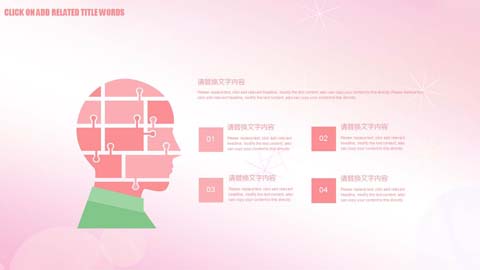 CLICK ON ADD RELATED TITLE WORDS
请替换文字内容
Please replace text, click add relevant headline, modify the text content, also can copy your content to this directly. Please replace text,
click add relevant headline, modify the text content, also can copy your content to this directly.
01
请替换文字内容
Please replace text, click add relevant
headline, modify the text content, also can
copy your content to this directly.
02
请替换文字内容
Please replace text, click add relevant
headline, modify the text content, also can
copy your content to this directly.
03
请替换文字内容
Please replace text, click add relevant
headline, modify the text content, also can
copy your content to this directly.
04
请替换文字内容
Please replace text, click add relevant
headline, modify the text content, also can
copy your content to this directly.